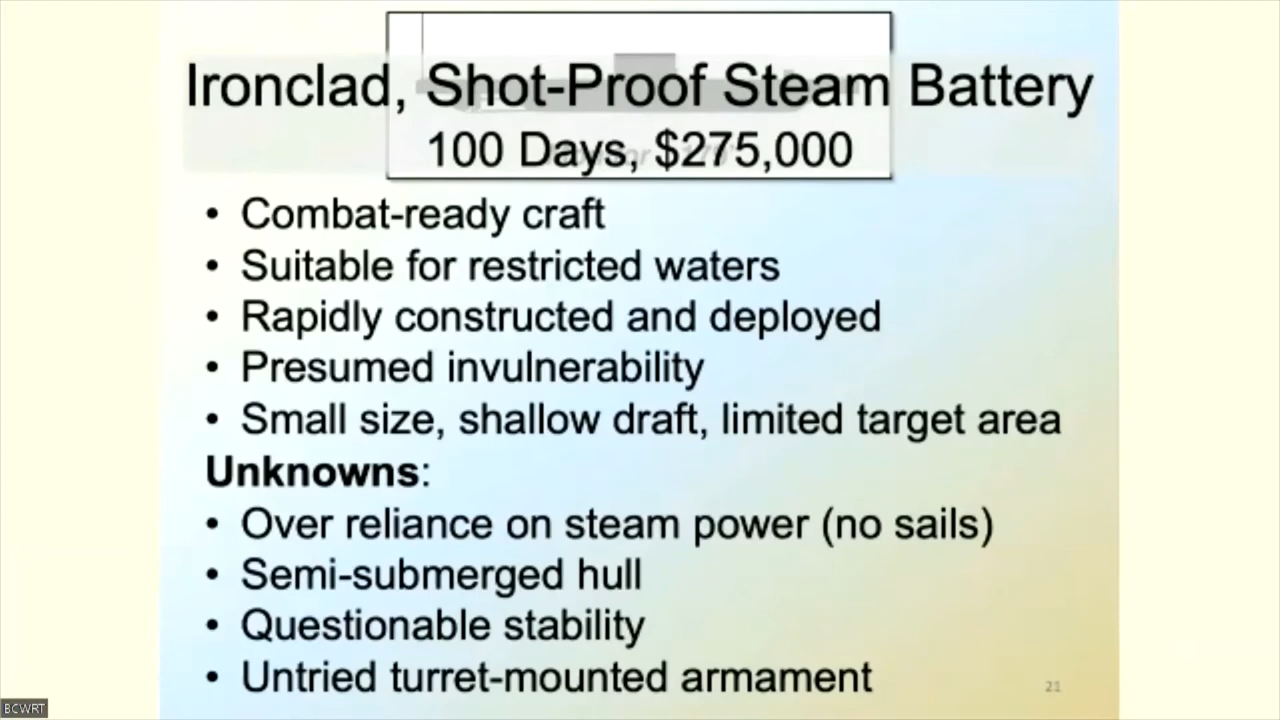 Ironclad, Shot-Proof Steam Battery
100 Days, $275,000
• Combat-ready craft
• Suitable for restricted waters
• Rapidly constructed and deployed
• Presumed invulnerability
• Small size, shallow draft, limited target area
Unknowns:
• Over reliance on steam power (no sails)
• Semi-submerged hull
• Questionable stability
• Untried turret-mounted armament
21
BCWRT